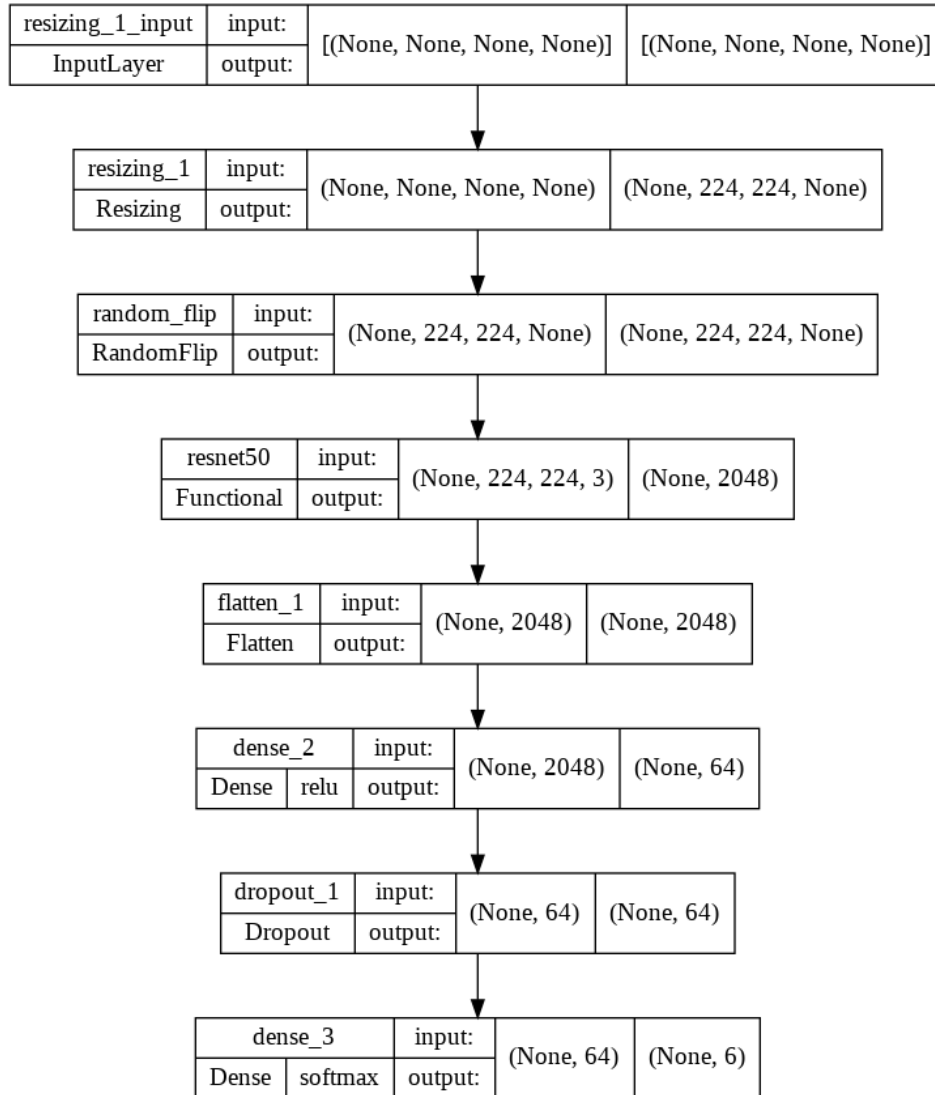 resizing_1_input input: [(None, None, None, None)] [(None, None, None, None)]
InputLayer output:
resizing_1 input: (None, None, None, None) (None, 224, 224, None)
Resizing output:
random_flip input: (None, 224, 224, None) (None, 224, 224, None)
RandomFlip output:
resnet50 input: (None, 224, 224, 3) (None, 2048)
Functional output:
flatten_1 input: (None, 2048) (None, 2048)
Flatten output:
dense_2 input: (None, 2048) (None, 64)
Dense relu output:
dropout_1 input: (None, 64) (None, 64)
Dropout output:
dense_3 input: (None, 64) (None, 6)
Dense softmax output: